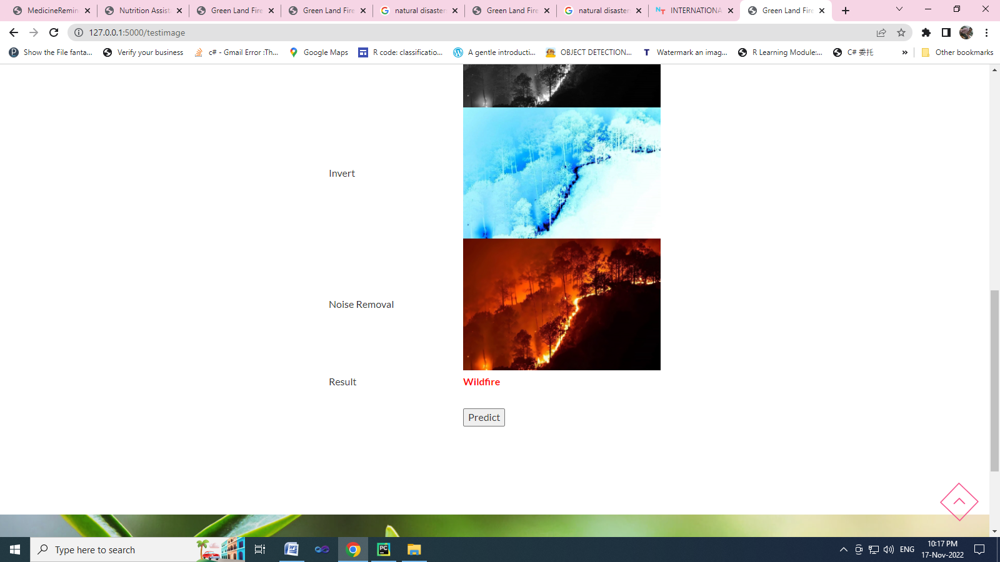 MedicineRemin
Nutrition Assist
Green Land Fire
Green Land Fire
natural disaster
Green Land Fire
natural disaster
INTERNATIONA
Green Land Fire
127.0.0.1:5000/testimage
Show the File fanta...
Verify your business
c# - Gmail Error :Th...
Google Maps
R code: classificatio...
A gentle introducti...
OBJECT DETECTION...
Watermark an imag...
R Learning Module:...
C# 委托
»
Other bookmarks
Invert
Noise Removal
Result
Wildfire
Predict
Type here to search
ENG
10:17 PM
17-Nov-2022